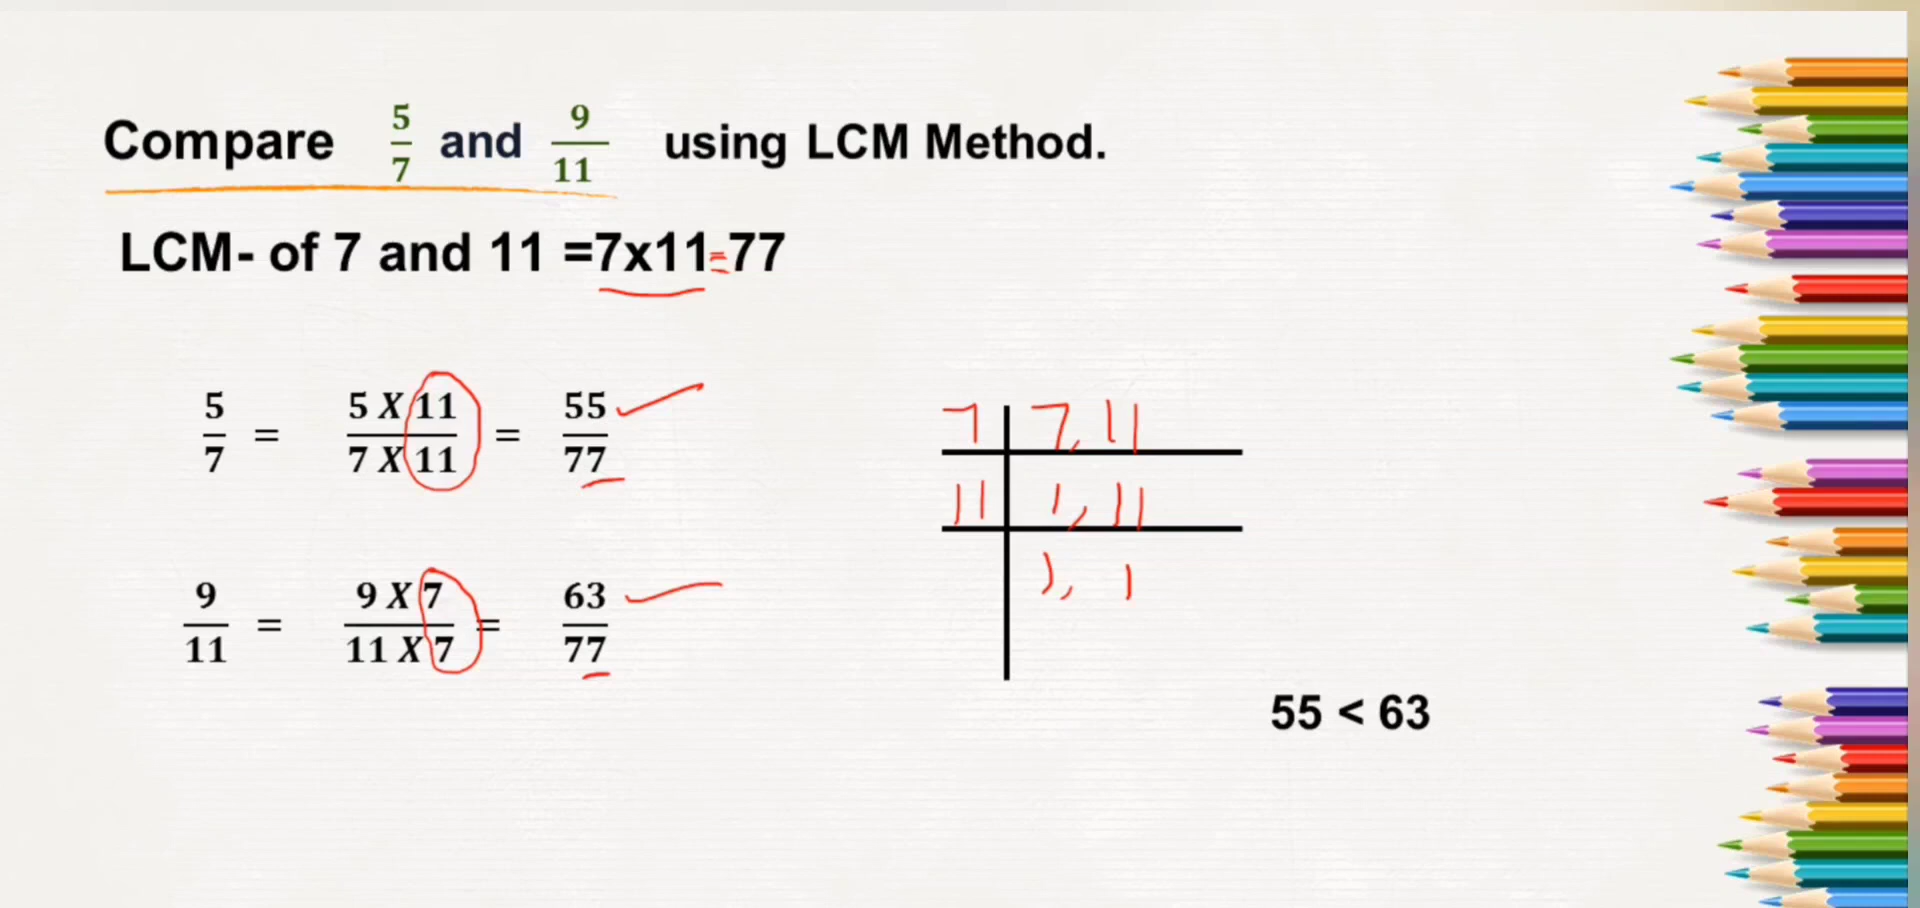 Compare 5/7 and 9/11 using LCM Method.
LCM- of 7 and 11 =7x11=77
5/7 = 5 X 11/7 X 11 = 55/77
9/11 = 9 X 7/11 X 7 = 63/77
7 | 7, 11
11 | 1, 11
1, 1
55 < 63